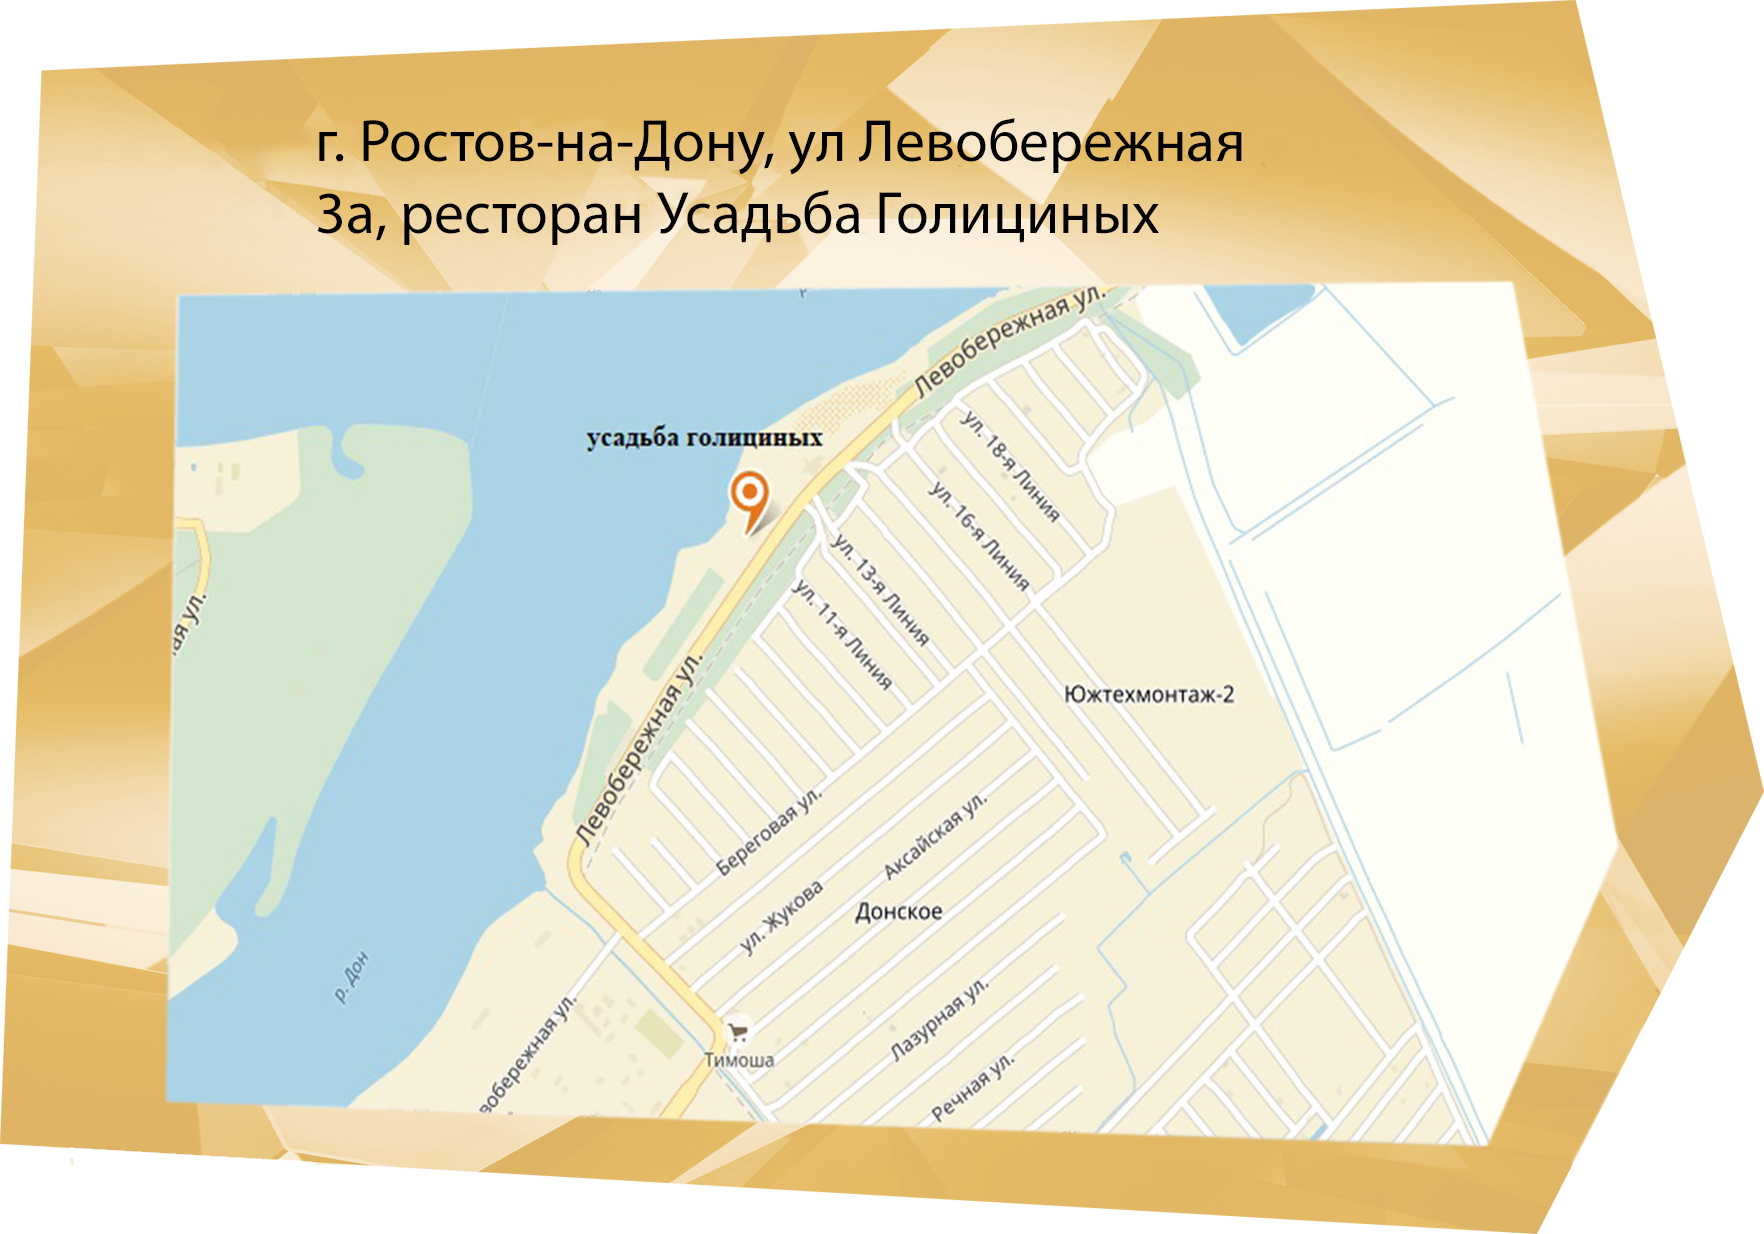 г. Ростов-на-Дону, ул Левобережная
3а, ресторан Усадьба Голициных
Левобережная ул.
усадьба голициных
ул. 18-я Линия
ул. 16-я Линия
ул. 13-я Линия
ул. 11-я Линия
ая ул.
Южтехмонтаж-2
Левобережная ул.
Береговая ул.
Аксайская ул.
ул. Жукова
Донское
р. Дон
Лазурная ул.
вобережная ул.
Тимоша
Речная ул.